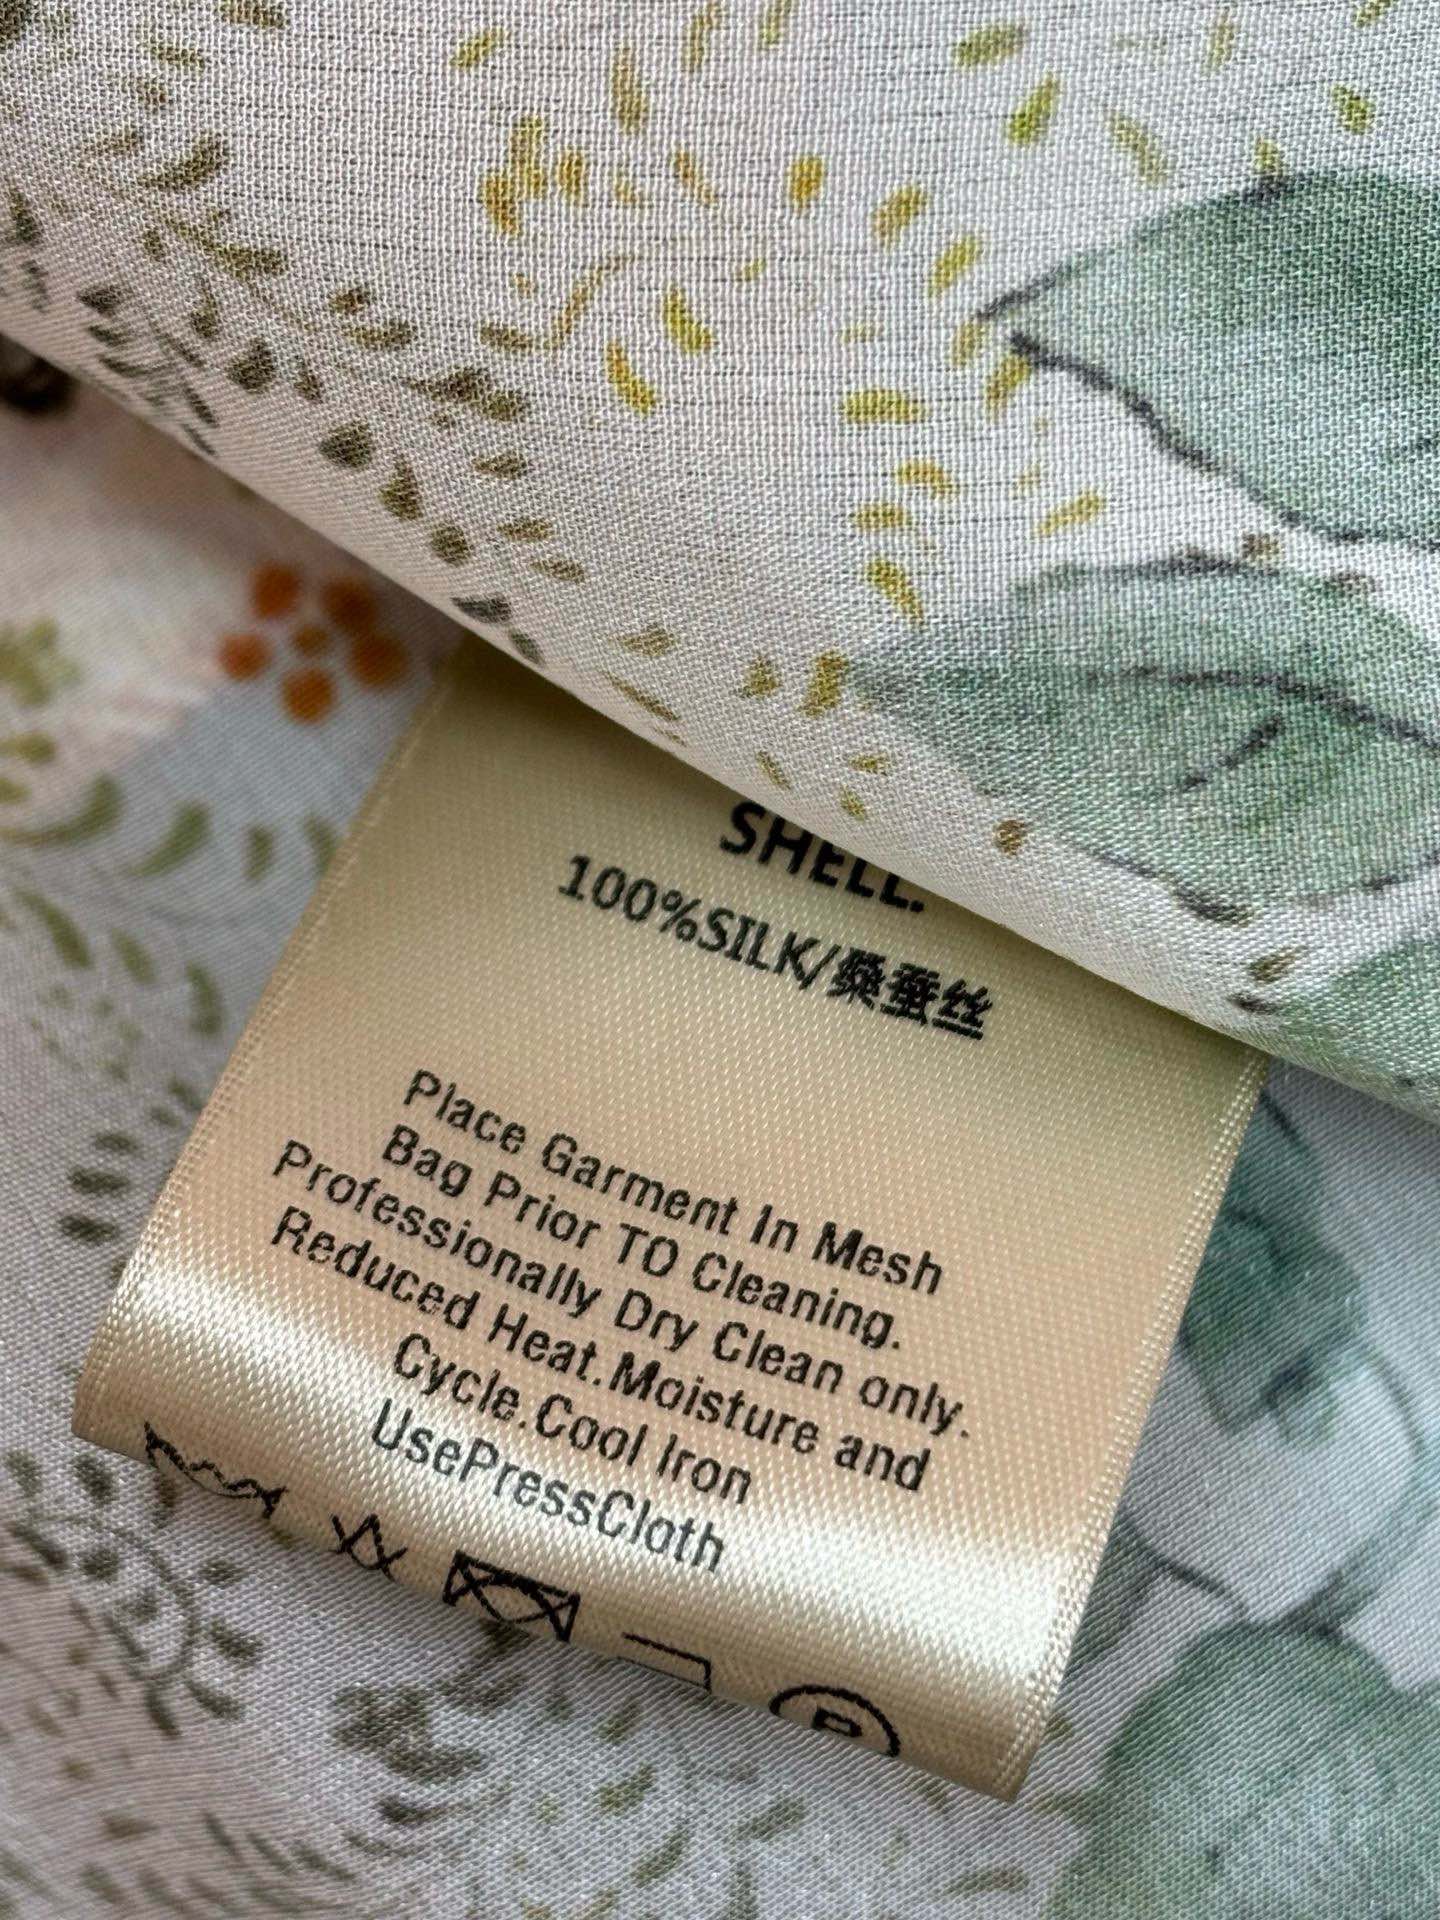 SHELL:
100%SILK/桑蚕丝
Place Garment In Mesh
Bag Prior TO Cleaning.
Professionally Dry Clean only.
Reduced Heat.Moisture and
Cycle.Cool Iron
UsePressCloth
P